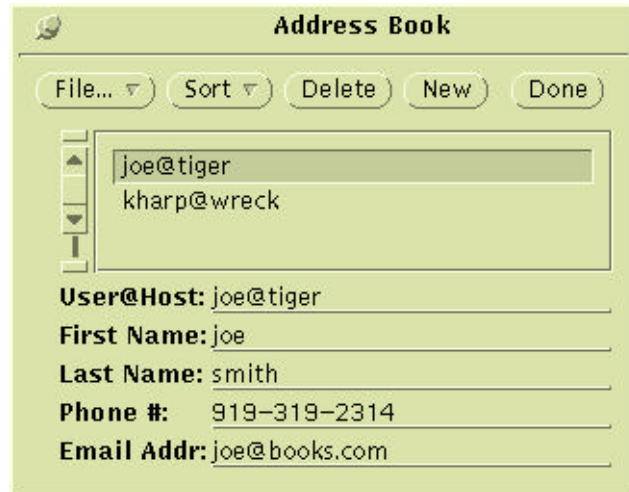 Address Book
File... Sort Delete New Done
joe@tiger
kharp@wreck
User@Host: joe@tiger
First Name: joe
Last Name: smith
Phone #: 919-319-2314
Email Addr: joe@books.com